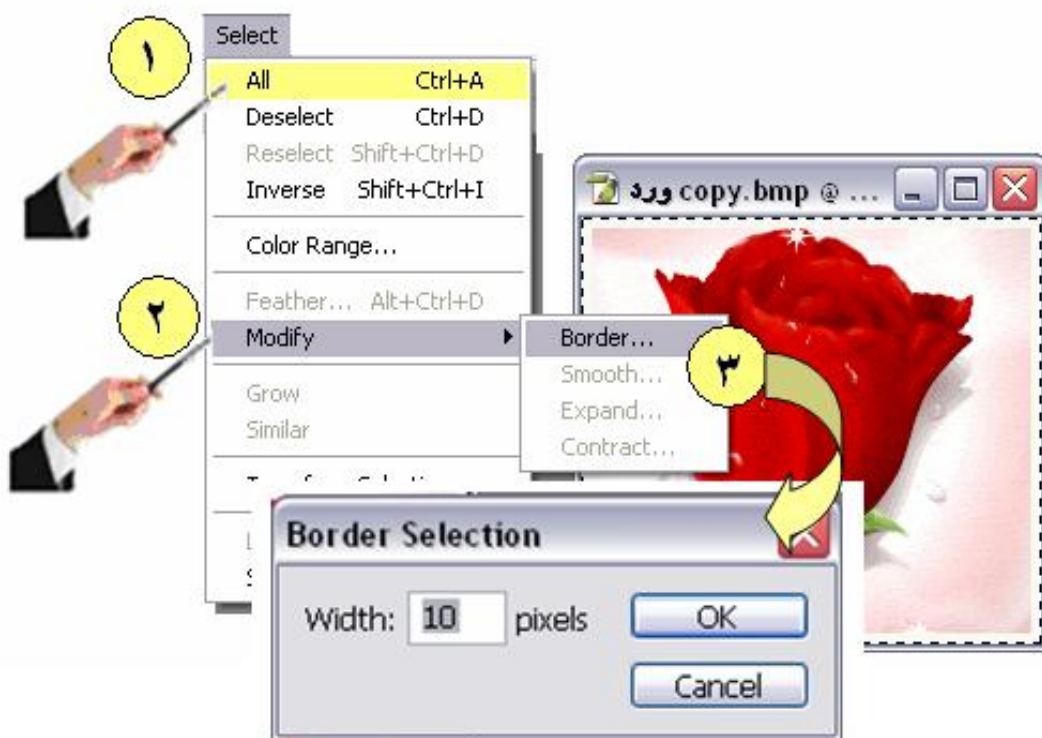 Select
١
All Ctrl+A
Deselect Ctrl+D
Reselect Shift+Ctrl+D
Inverse Shift+Ctrl+I
ورد copy.bmp @ ...
Color Range...
٢
Feather... Alt+Ctrl+D
Modify
Border...
٣
Smooth...
Expand...
Contract...
Grow
Similar
Border Selection
Width: 10 pixels
OK
Cancel